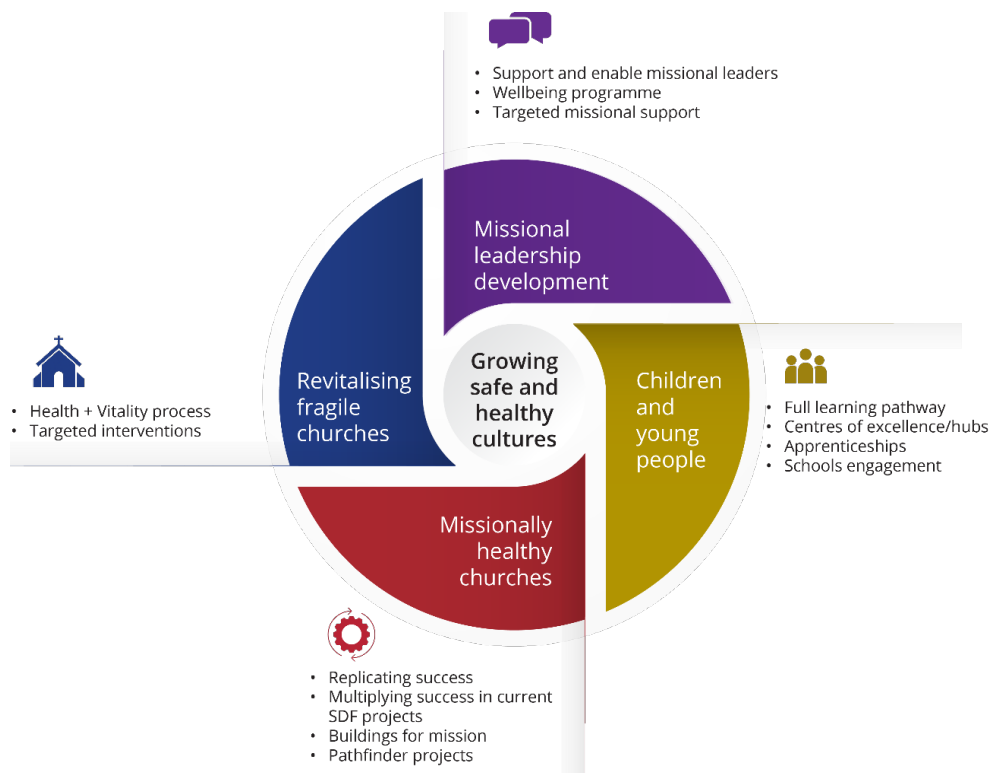 • Support and enable missional leaders
• Wellbeing programme
• Targeted missional support
Missional
leadership
development
Growing
safe and
healthy
cultures
Revitalising
fragile
churches
• Health + Vitality process
• Targeted interventions
Children
and
young
people
• Full learning pathway
• Centres of excellence/hubs
• Apprenticeships
• Schools engagement
Missionally
healthy
churches
• Replicating success
• Multiplying success in current
SDF projects
• Buildings for mission
• Pathfinder projects